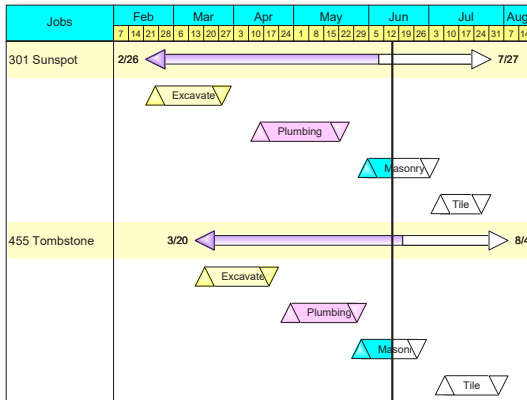 Jobs Feb Mar Apr May Jun Jul Aug
7 14 21 28 6 13 20 27 3 10 17 24 1 8 15 22 29 5 12 19 26 3 10 17 24 31 7 14
301 Sunspot 2/26 7/27
Excavate
Plumbing
Masonry
Tile
455 Tombstone 3/20 8/4
Excavate
Plumbing
Masonry
Tile